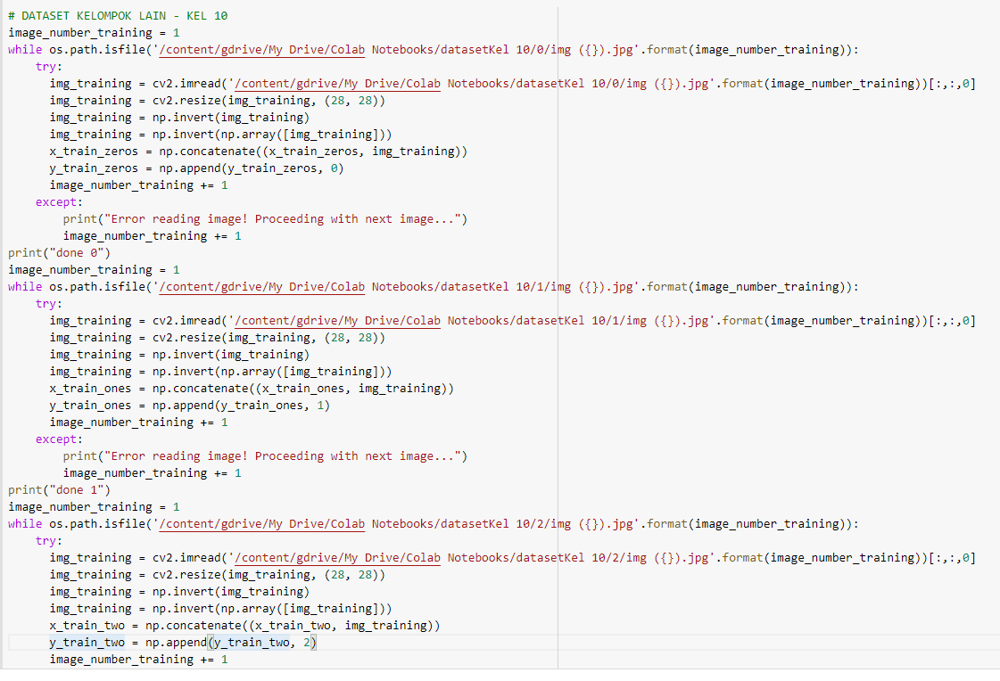 # DATASET KELOMPOK LAIN - KEL 10
image_number_training = 1
while os.path.isfile('/content/gdrive/My Drive/Colab Notebooks/datasetKel 10/0/img ({}).jpg'.format(image_number_training)):
    try:
      img_training = cv2.imread('/content/gdrive/My Drive/Colab Notebooks/datasetKel 10/0/img ({}).jpg'.format(image_number_training))[:,:,0]
      img_training = cv2.resize(img_training, (28, 28))
      img_training = np.invert(img_training)
      img_training = np.invert(np.array([img_training]))
      x_train_zeros = np.concatenate((x_train_zeros, img_training))
      y_train_zeros = np.append(y_train_zeros, 0)
      image_number_training += 1
    except:
        print("Error reading image! Proceeding with next image...")
        image_number_training += 1
print("done 0")
image_number_training = 1
while os.path.isfile('/content/gdrive/My Drive/Colab Notebooks/datasetKel 10/1/img ({}).jpg'.format(image_number_training)):
    try:
      img_training = cv2.imread('/content/gdrive/My Drive/Colab Notebooks/datasetKel 10/1/img ({}).jpg'.format(image_number_training))[:,:,0]
      img_training = cv2.resize(img_training, (28, 28))
      img_training = np.invert(img_training)
      img_training = np.invert(np.array([img_training]))
      x_train_ones = np.concatenate((x_train_ones, img_training))
      y_train_ones = np.append(y_train_ones, 1)
      image_number_training += 1
    except:
        print("Error reading image! Proceeding with next image...")
        image_number_training += 1
print("done 1")
image_number_training = 1
while os.path.isfile('/content/gdrive/My Drive/Colab Notebooks/datasetKel 10/2/img ({}).jpg'.format(image_number_training)):
    try:
      img_training = cv2.imread('/content/gdrive/My Drive/Colab Notebooks/datasetKel 10/2/img ({}).jpg'.format(image_number_training))[:,:,0]
      img_training = cv2.resize(img_training, (28, 28))
      img_training = np.invert(img_training)
      img_training = np.invert(np.array([img_training]))
      x_train_two = np.concatenate((x_train_two, img_training))
      y_train_two = np.append(y_train_two, 2)
      image_number_training += 1